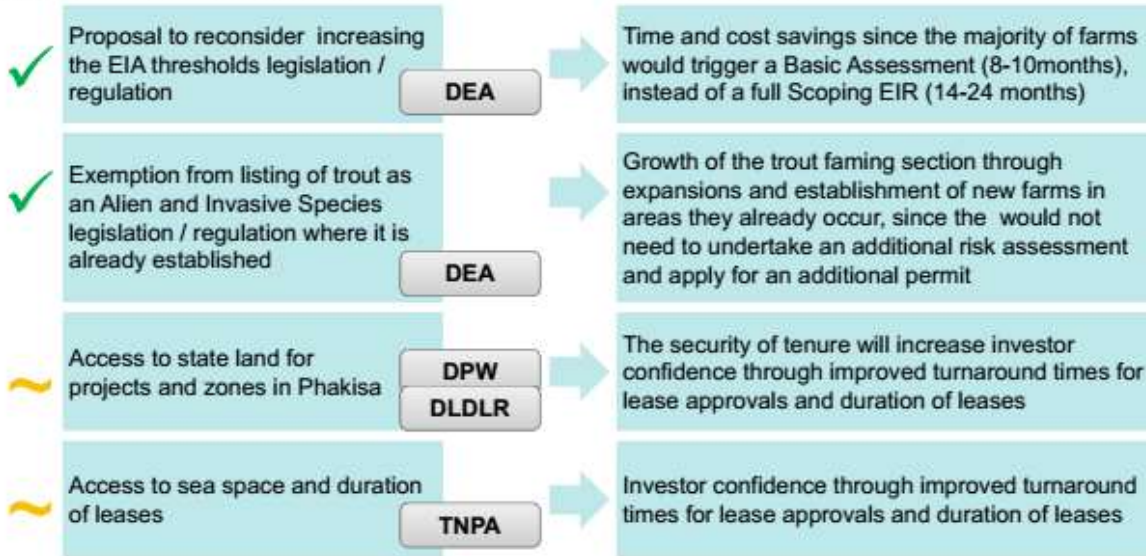 Proposal to reconsider increasing
the EIA thresholds legislation /
regulation
DEA
Time and cost savings since the majority of farms
would trigger a Basic Assessment (8-10months),
instead of a full Scoping EIR (14-24 months)
Exemption from listing of trout as
an Alien and Invasive Species
legislation / regulation where it is
already established
DEA
Growth of the trout faming section through
expansions and establishment of new farms in
areas they already occur, since the would not
need to undertake an additional risk assessment
and apply for an additional permit
Access to state land for
projects and zones in Phakisa
DPW
DLDLR
The security of tenure will increase investor
confidence through improved turnaround times for
lease approvals and duration of leases
Access to sea space and duration
of leases
TNPA
Investor confidence through improved turnaround
times for lease approvals and duration of leases